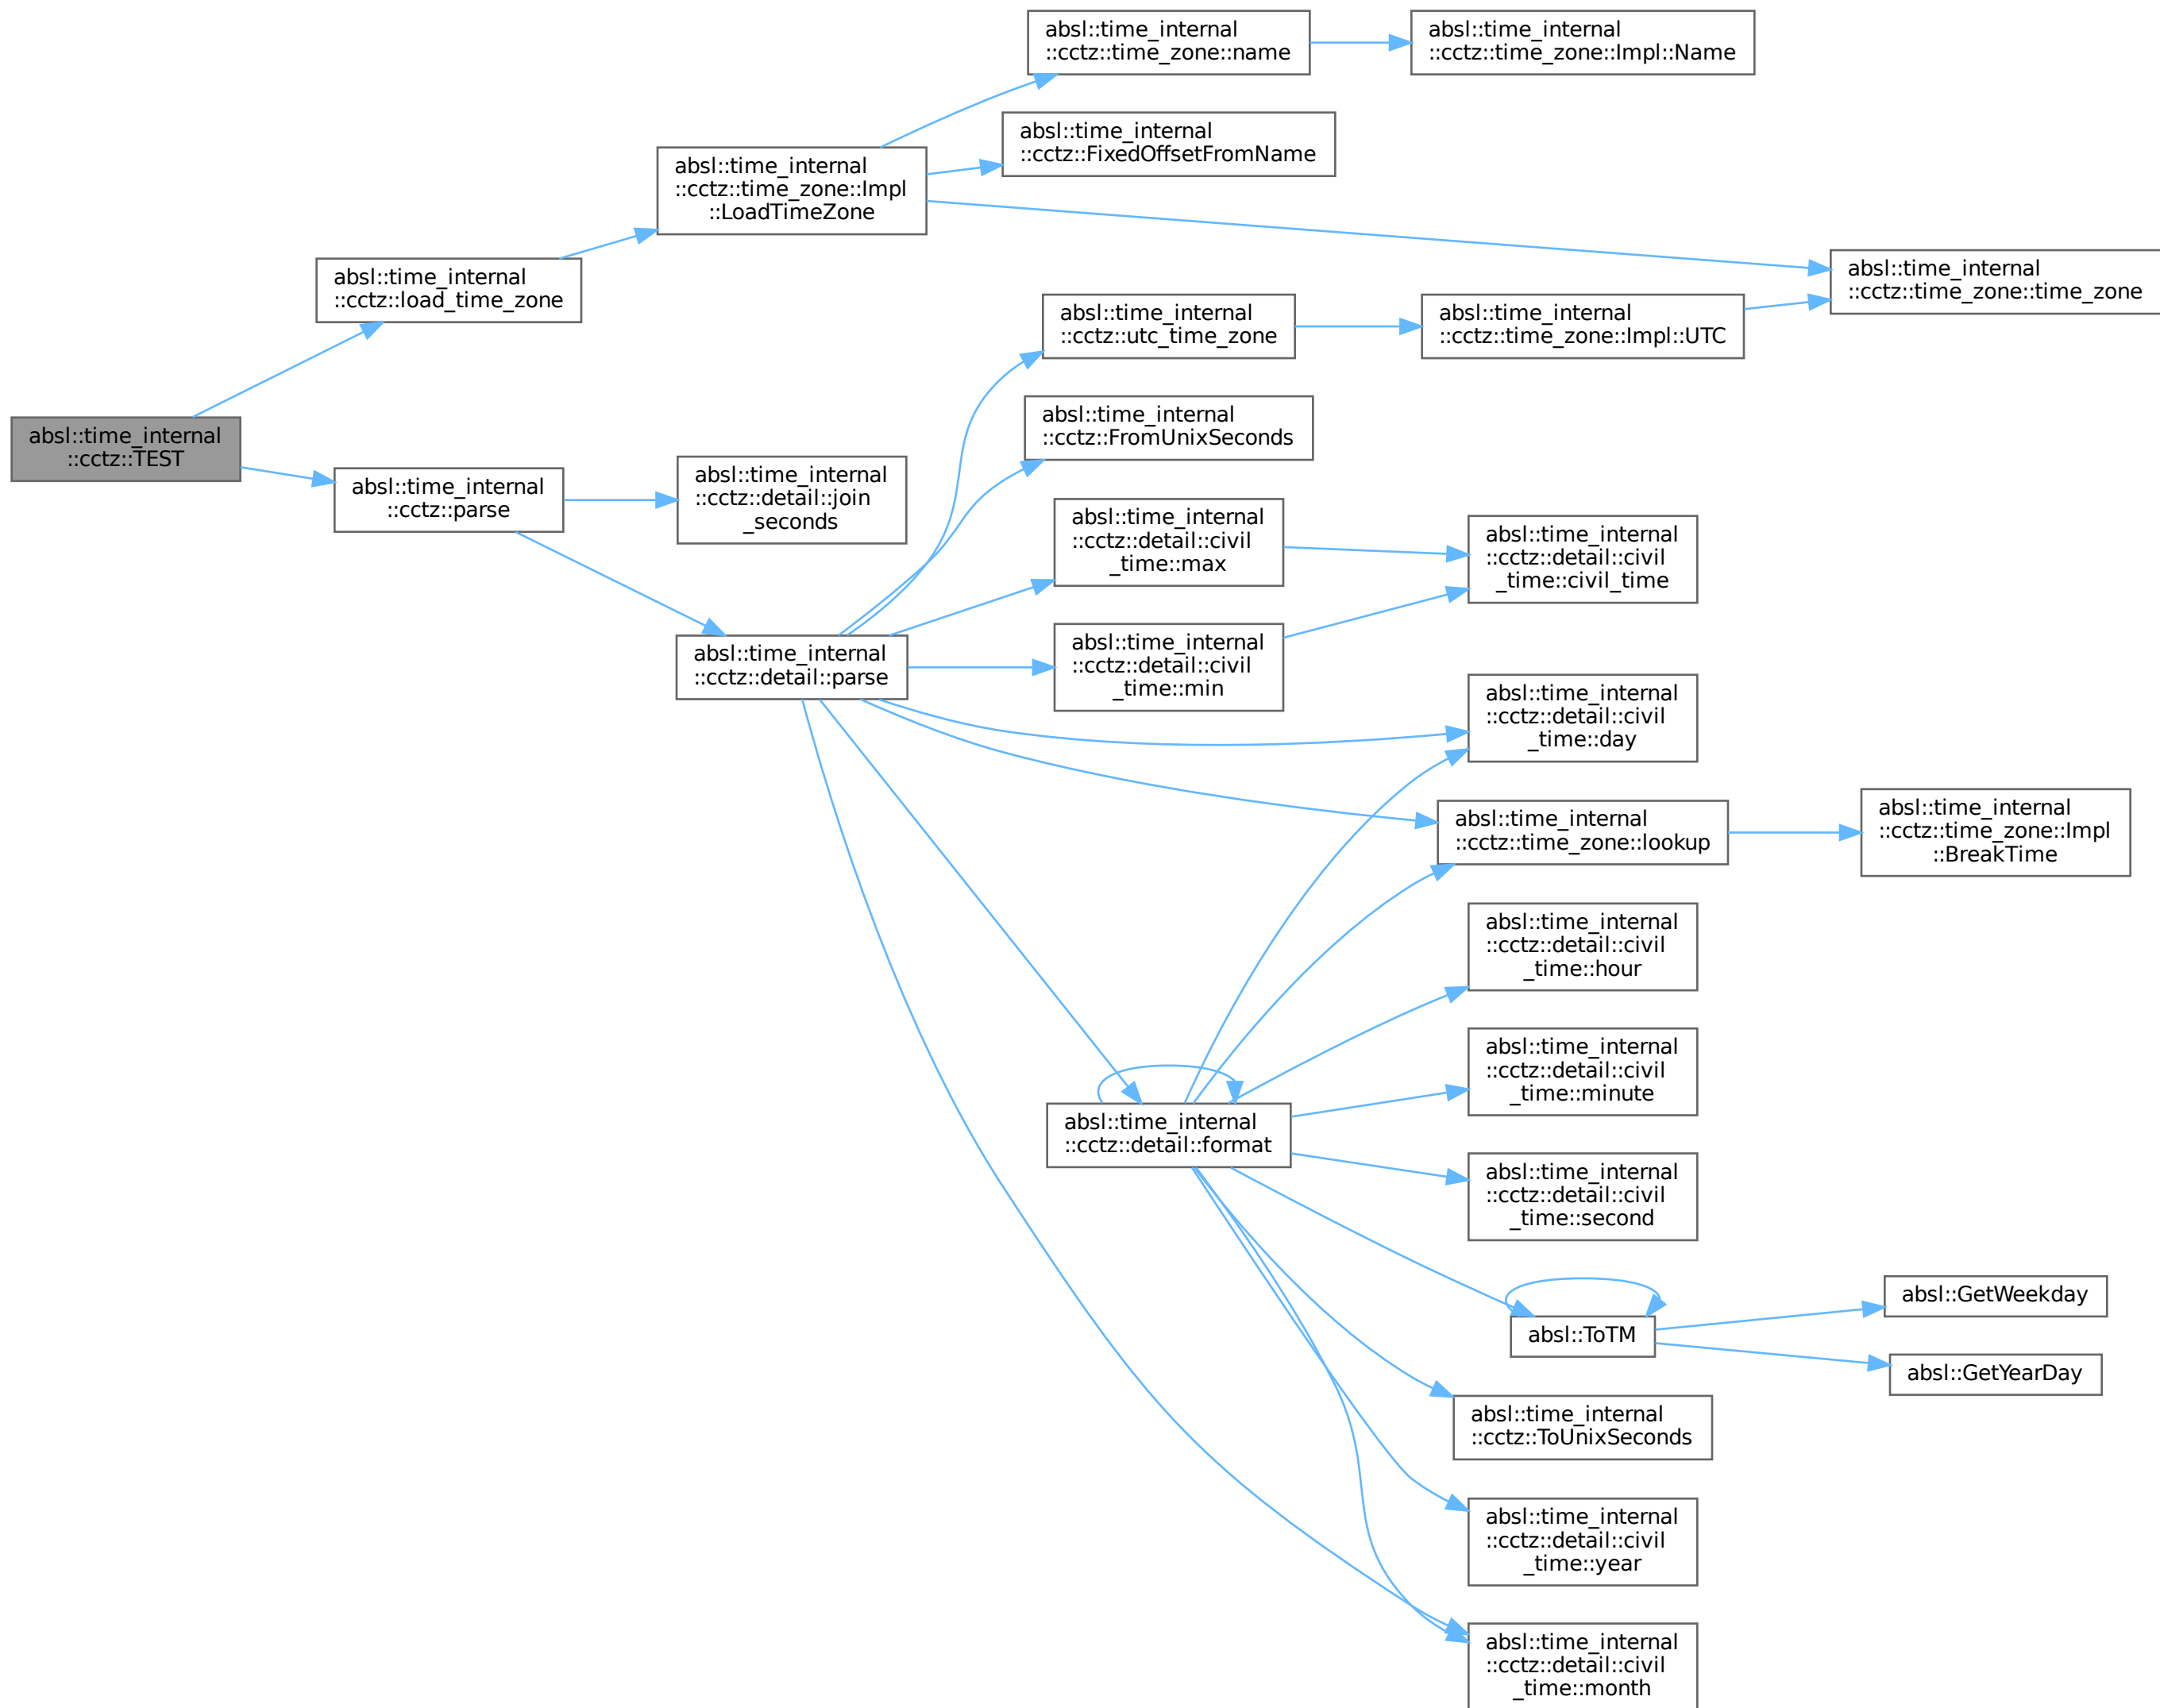 absl::time_internal
::cctz::TEST
absl::time_internal
::cctz::load_time_zone
absl::time_internal
::cctz::time_zone::Impl
::LoadTimeZone
absl::time_internal
::cctz::time_zone::name
absl::time_internal
::cctz::time_zone::Impl::Name
absl::time_internal
::cctz::FixedOffsetFromName
absl::time_internal
::cctz::time_zone::time_zone
absl::time_internal
::cctz::parse
absl::time_internal
::cctz::detail::join
_seconds
absl::time_internal
::cctz::detail::parse
absl::time_internal
::cctz::utc_time_zone
absl::time_internal
::cctz::time_zone::Impl::UTC
absl::time_internal
::cctz::FromUnixSeconds
absl::time_internal
::cctz::detail::civil
_time::max
absl::time_internal
::cctz::detail::civil
_time::civil_time
absl::time_internal
::cctz::detail::civil
_time::min
absl::time_internal
::cctz::detail::civil
_time::day
absl::time_internal
::cctz::time_zone::lookup
absl::time_internal
::cctz::time_zone::Impl
::BreakTime
absl::time_internal
::cctz::detail::format
absl::time_internal
::cctz::detail::civil
_time::hour
absl::time_internal
::cctz::detail::civil
_time::minute
absl::time_internal
::cctz::detail::civil
_time::second
absl::ToTM
absl::GetWeekday
absl::GetYearDay
absl::time_internal
::cctz::ToUnixSeconds
absl::time_internal
::cctz::detail::civil
_time::year
absl::time_internal
::cctz::detail::civil
_time::month